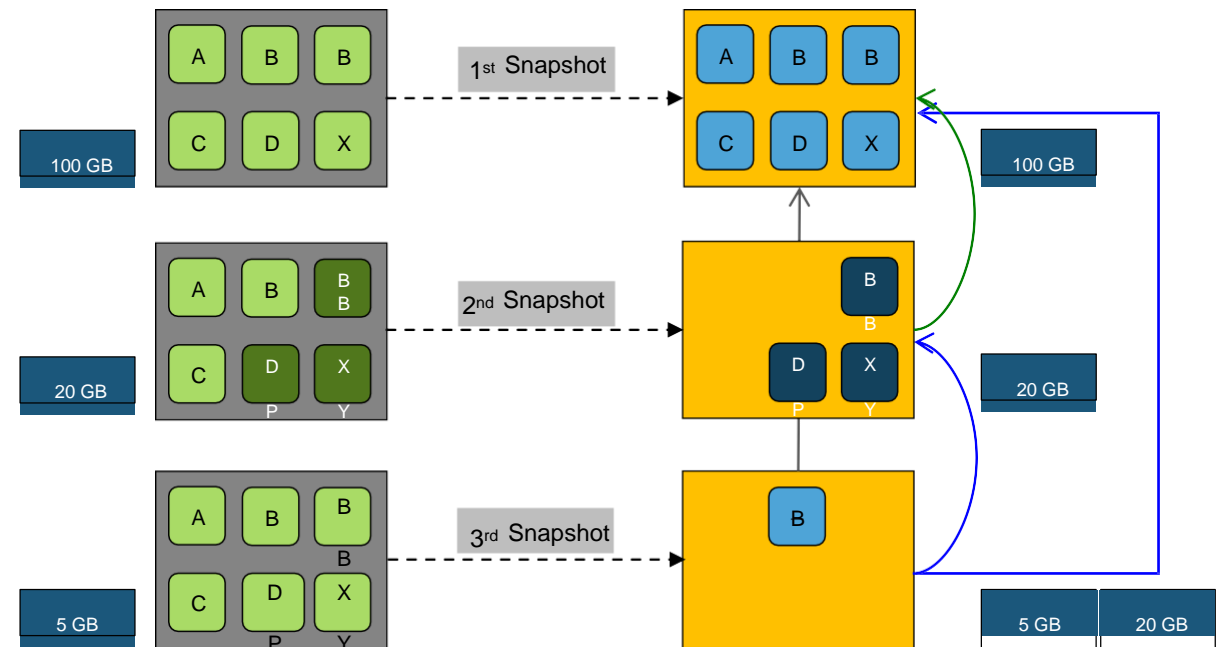 A B B 1st Snapshot A B B
C D X C D X
100 GB 100 GB
A B B 2nd Snapshot B
B B
C D X D X
P Y P Y
20 GB 20 GB
A B B 3rd Snapshot B
B
C D X
P Y
5 GB 5 GB 20 GB